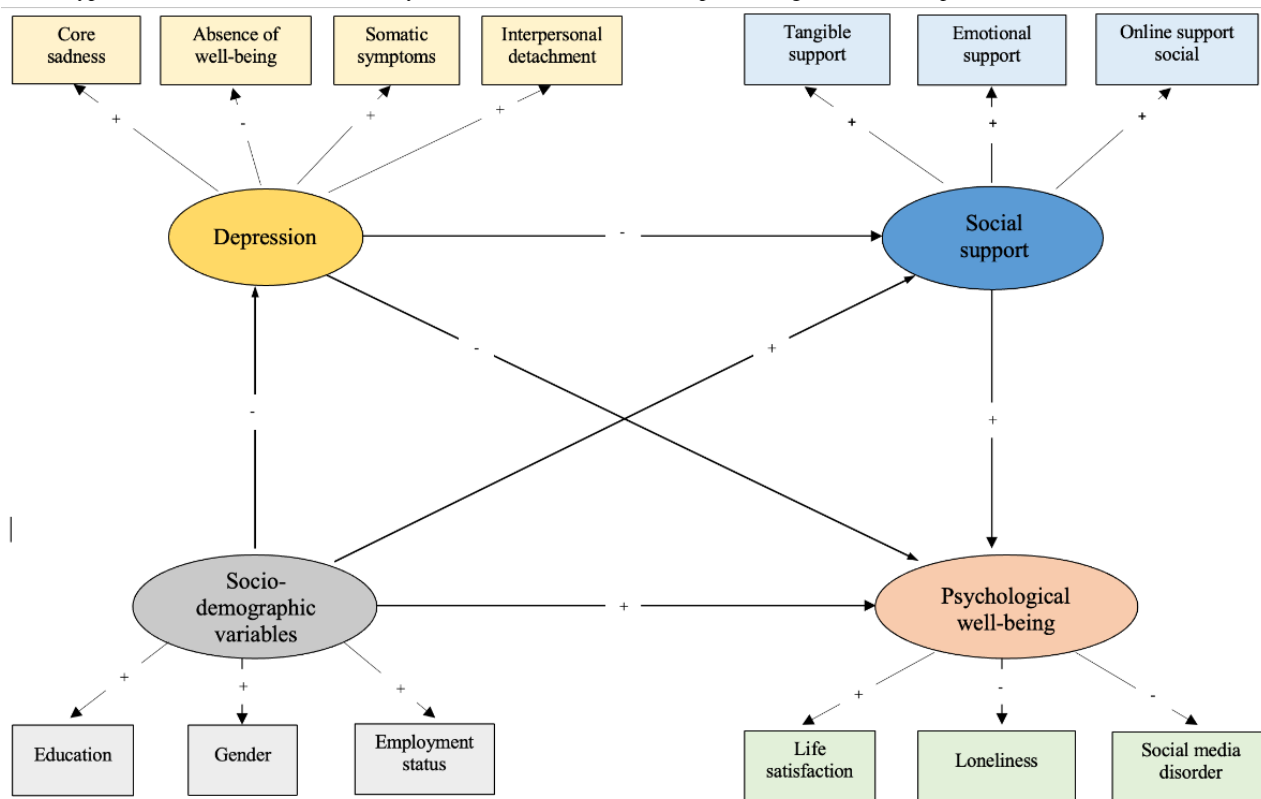 Core
sadness
Absence of
well-being
Somatic
symptoms
Interpersonal
detachment
Tangible
support
Emotional
support
Online support
social
+
-
+
+
+
+
+
Depression
-
Social
support
-
+
-
+
Socio-
demographic
variables
+
Psychological
well-being
+
+
+
+
-
-
Education
Gender
Employment
status
Life
satisfaction
Loneliness
Social media
disorder